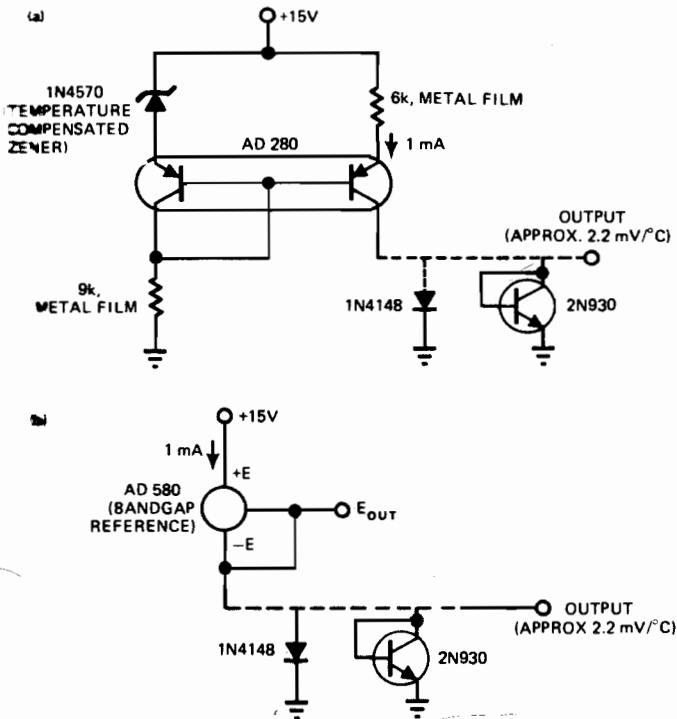 (a)
+15V
1N4570
(TEMPERATURE
COMPENSATED
ZENER)
6k, METAL FILM
AD 280
1 mA
OUTPUT
(APPROX. 2.2 mV/°C)
9k,
METAL FILM
1N4148
2N930
+15V
1 mA
+E
AD 580
(BANDGAP
REFERENCE)
E_OUT
−E
OUTPUT
(APPROX 2.2 mV/°C)
1N4148
2N930